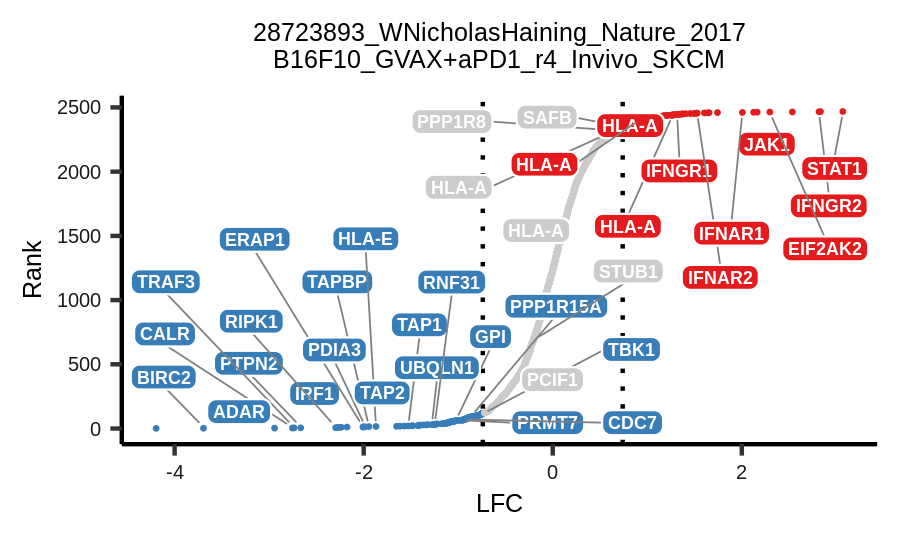 28723893_WNicholasHaining_Nature_2017
B16F10_GVAX+aPD1_r4_Invivo_SKCM
2500
2000
1500
1000
500
0
Rank
PPP1R8
SAFB
HLA-A
JAK1
HLA-A
IFNGR1
STAT1
HLA-A
IFNGR2
HLA-A
HLA-A
IFNAR1
EIF2AK2
ERAP1
HLA-E
STUB1
IFNAR2
TRAF3
TAPBP
RNF31
PPP1R15A
RIPK1
TAP1
CALR
GPI
PDIA3
TBK1
PTPN2
UBQLN1
BIRC2
PCIF1
IRF1
TAP2
ADAR
PRMT7
CDC7
-4
-2
0
2
LFC